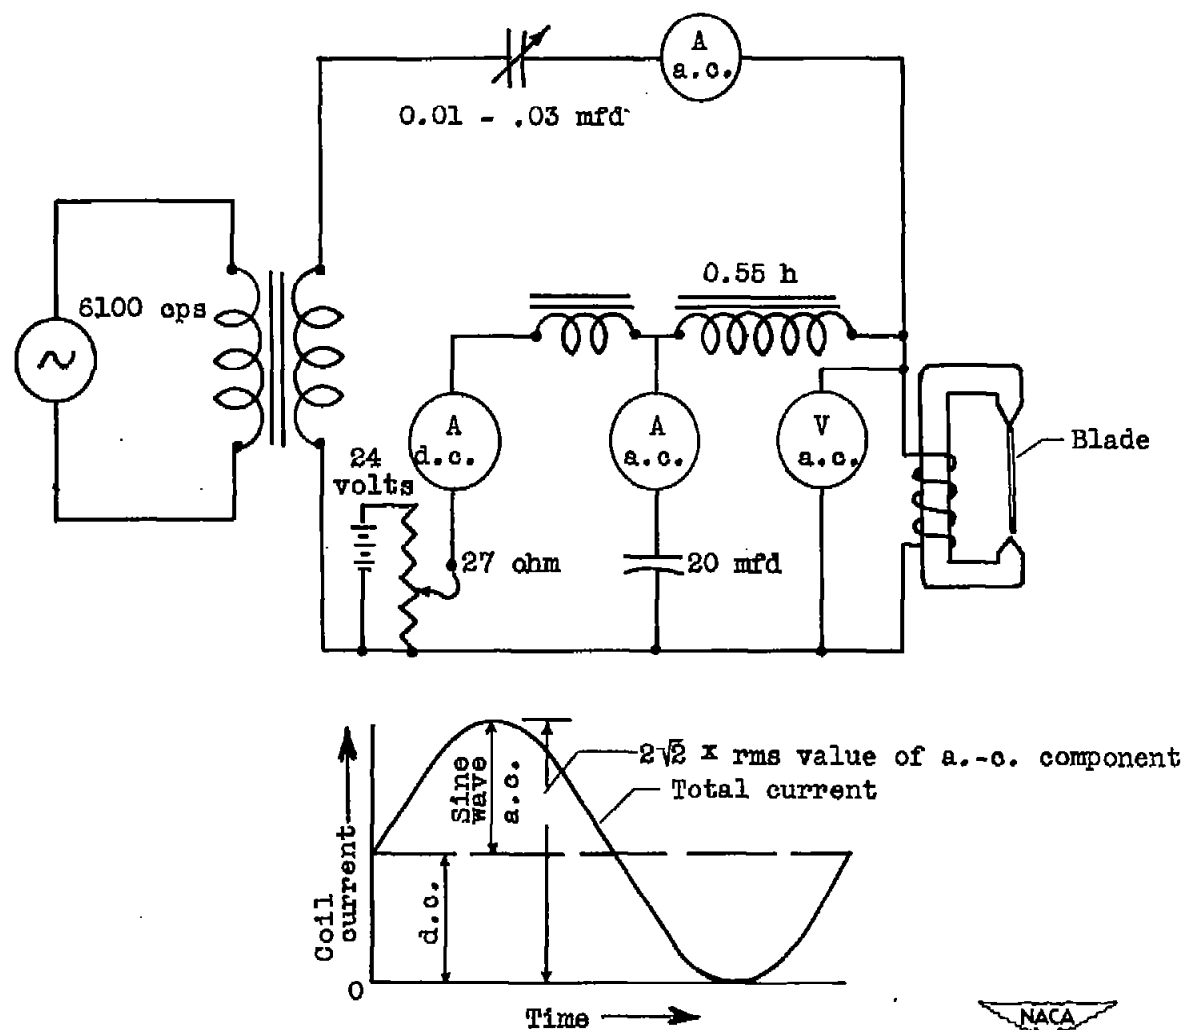 A
a.c.
0.01 - .03 mfd
0.55 h
6100 cps
A
d.c.
A
a.c.
V
a.c.
Blade
24
volts
27 ohm
20 mfd
2√2 x rms value of a.-c. component
Total current
Sine
wave
a.c.
d.c.
Coil
current
0
Time
NACA